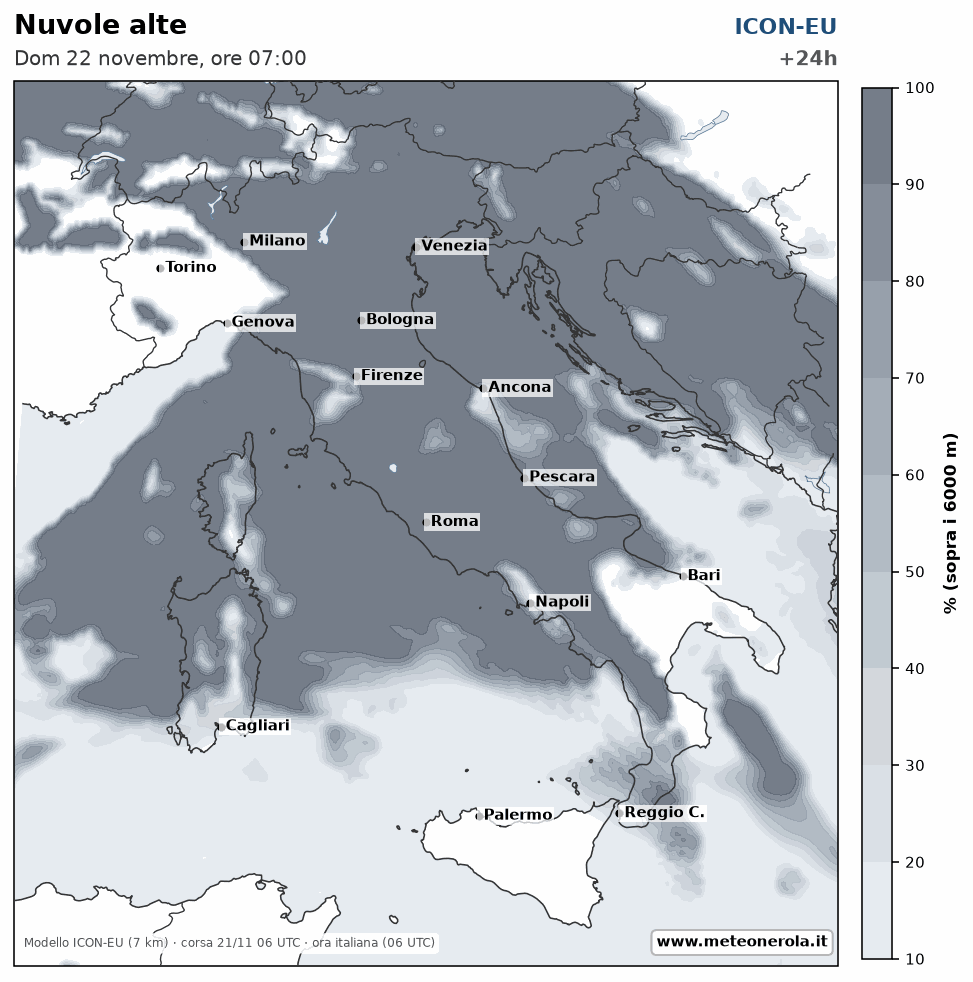 Nuvole alte
ICON-EU
Dom 22 novembre, ore 07:00
+24h
100
90
80
70
60
50
40
30
20
10
% (sopra i 6000 m)
Milano
Venezia
Torino
Bologna
Genova
Firenze
Ancona
Pescara
Roma
Bari
Napoli
Cagliari
Palermo
Reggio C.
Modello ICON-EU (7 km) · corsa 21/11 06 UTC · ora italiana (06 UTC)
www.meteonerola.it